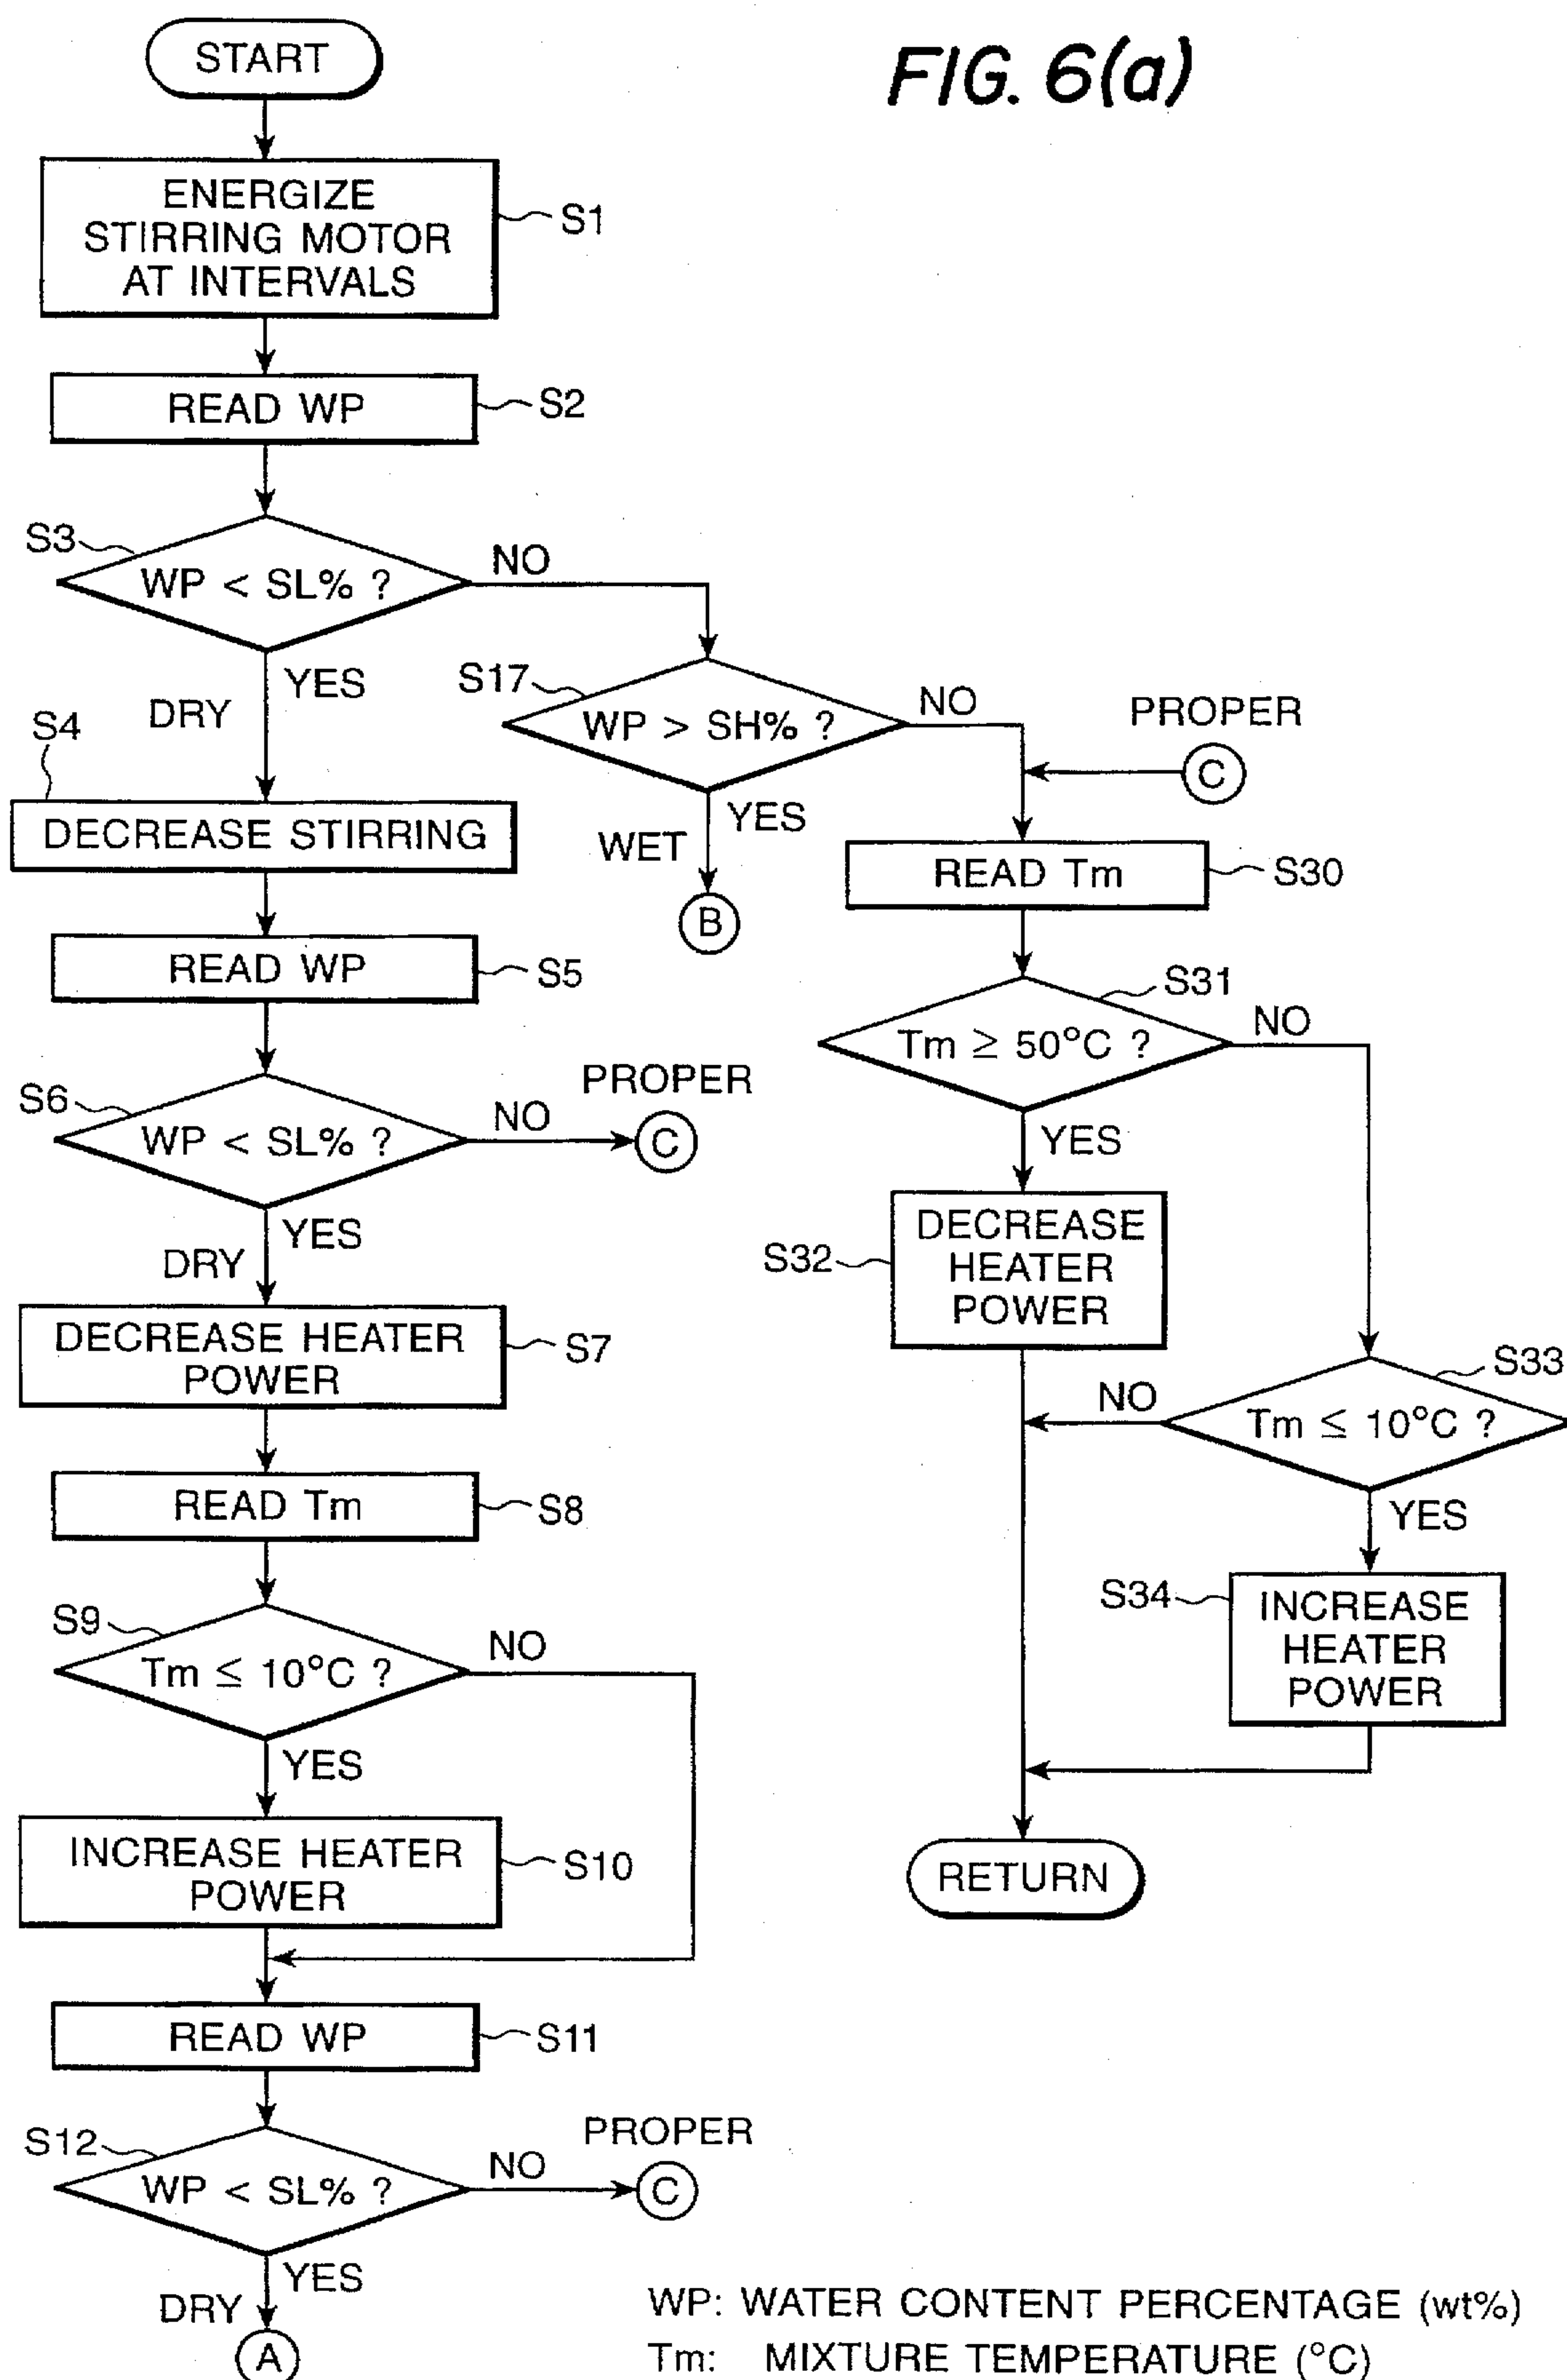 FIG. 6(a)
START
ENERGIZE
STIRRING MOTOR
AT INTERVALS
S1
READ WP
S2
S3
WP < SL% ?
NO
YES
DRY
S17
WP > SH% ?
NO
YES
WET
B
PROPER
C
S4
DECREASE STIRRING
READ WP
S5
S6
WP < SL% ?
NO
PROPER
C
YES
DRY
DECREASE HEATER
POWER
S7
READ Tm
S8
S9
Tm ≤ 10°C ?
NO
YES
INCREASE HEATER
POWER
S10
READ WP
S11
S12
WP < SL% ?
NO
PROPER
C
YES
DRY
A
READ Tm
S30
S31
Tm ≥ 50°C ?
NO
YES
S32
DECREASE
HEATER
POWER
S33
Tm ≤ 10°C ?
NO
YES
S34
INCREASE
HEATER
POWER
RETURN
WP: WATER CONTENT PERCENTAGE (wt%)
Tm: MIXTURE TEMPERATURE (°C)